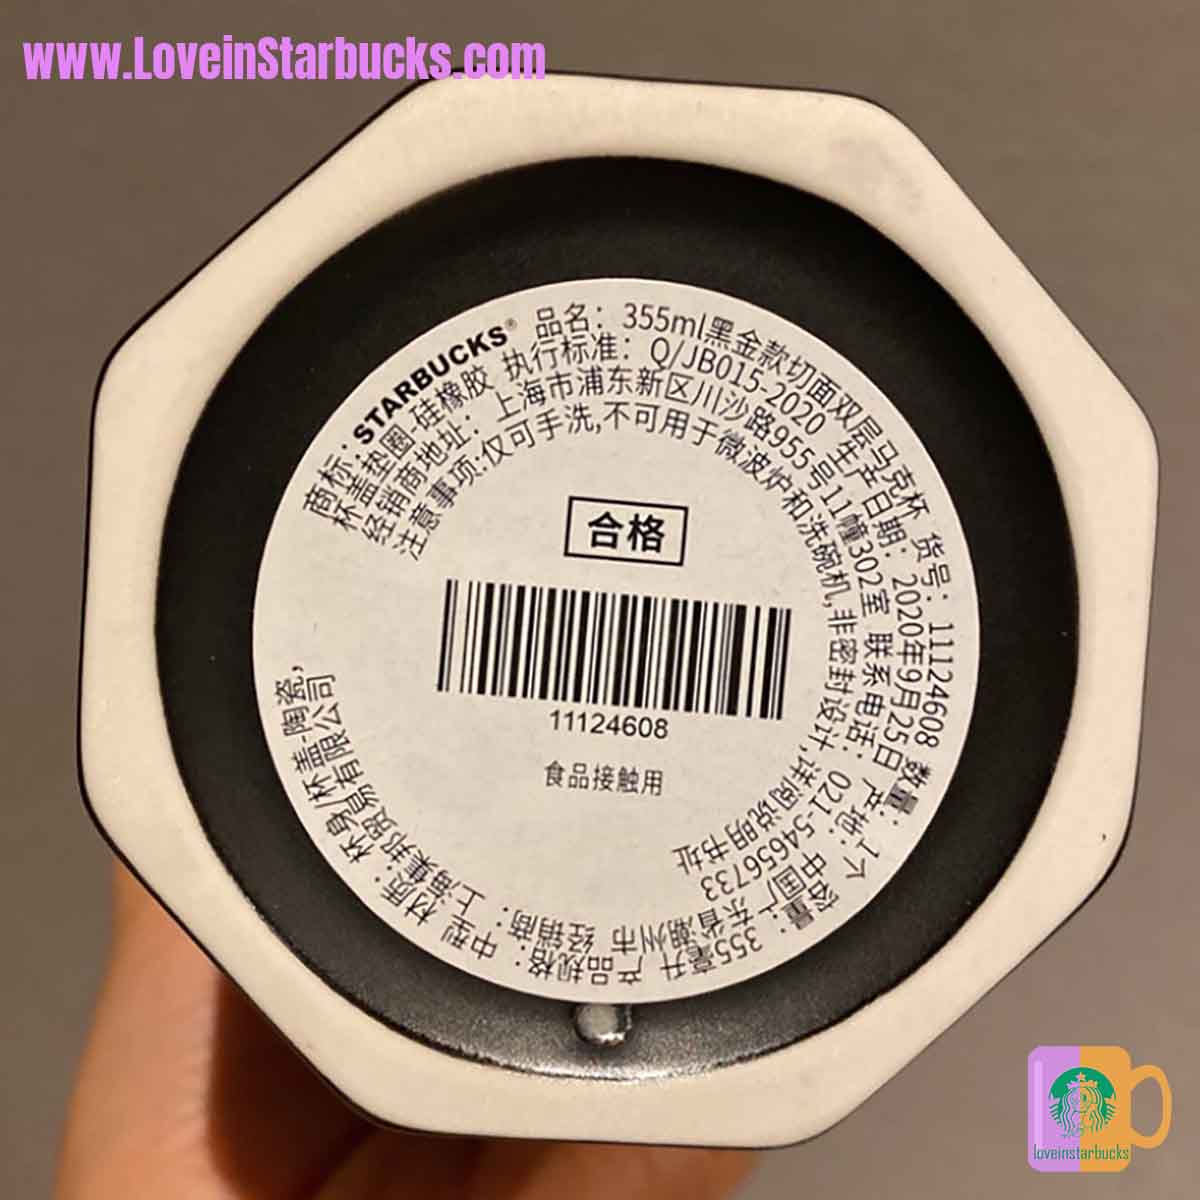 www.LoveinStarbucks.com
商标: STARBUCKS® 品名: 355ml黑金款切面双层马克杯 货号: 11124608 数量: 1个 容量: 355毫升 产品规格: 中型 材质: 杯身/杯盖-陶瓷,
杯盖垫圈-硅橡胶 执行标准: Q/JB015-2020 生产日期: 2020年9月25日 产地: 中国广东省潮州市 经销商: 上海集邦贸易有限公司
经销商地址: 上海市浦东新区川沙路955号11幢302室 联系电话: 021-54656733
注意事项:仅可手洗,不可用于微波炉和洗碗机,非密封设计,详阅说明书址
合格
11124608
食品接触用
loveinstarbucks